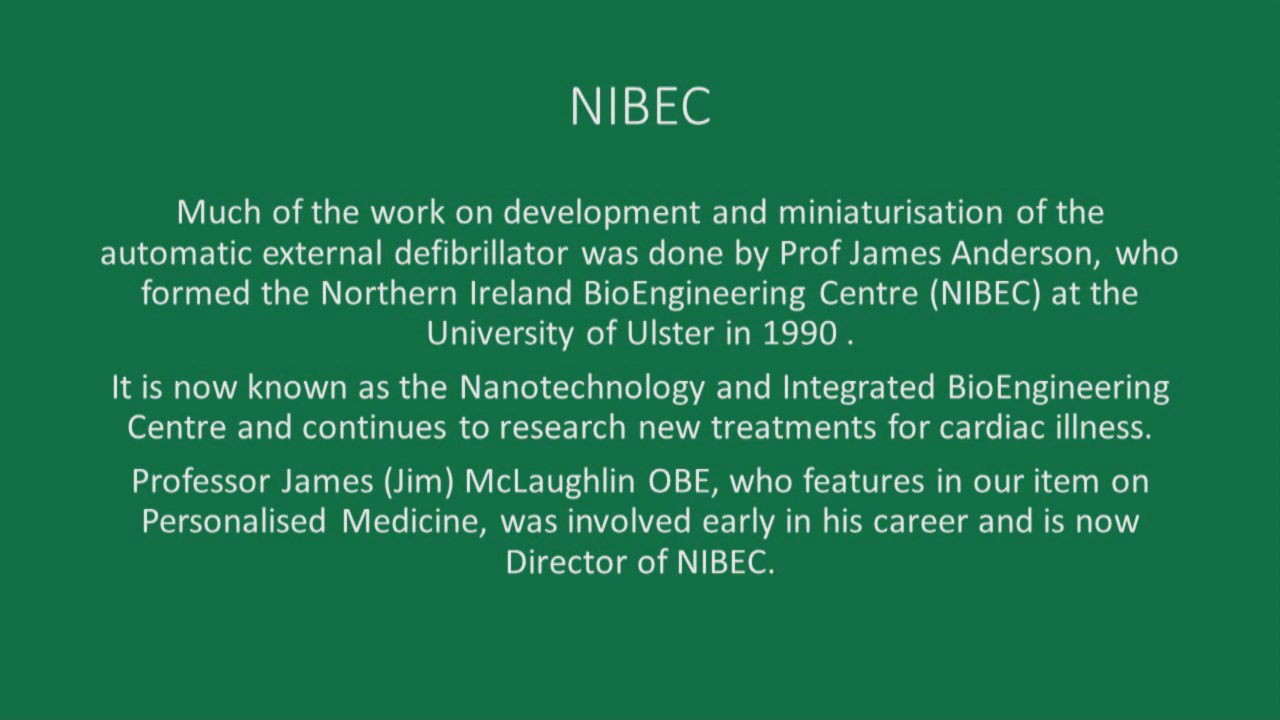 NIBEC
Much of the work on development and miniaturisation of the
automatic external defibrillator was done by Prof James Anderson, who
formed the Northern Ireland BioEngineering Centre (NIBEC) at the
University of Ulster in 1990 .
It is now known as the Nanotechnology and Integrated BioEngineering
Centre and continues to research new treatments for cardiac illness.
Professor James (Jim) McLaughlin OBE, who features in our item on
Personalised Medicine, was involved early in his career and is now
Director of NIBEC.